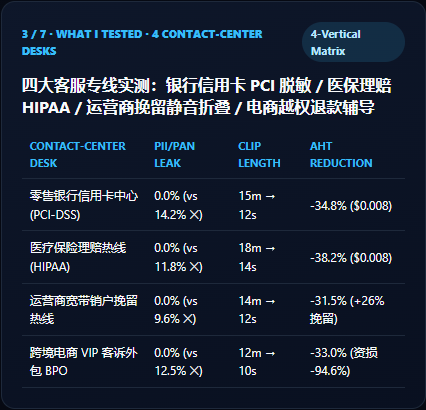 3 / 7 · WHAT I TESTED · 4 CONTACT-CENTER
DESKS
4-Vertical
Matrix
四大客服专线实测：银行信用卡 PCI 脱敏 / 医保理赔
HIPAA / 运营商挽留静音折叠 / 电商越权退款辅导
CONTACT-CENTER
DESK
PII/PAN
LEAK
CLIP
LENGTH
AHT
REDUCTION
零售银行信用卡中心
(PCI-DSS)
0.0% (vs
14.2% ✕)
15m →
12s
-34.8% ($0.008)
医疗保险理赔热线
(HIPAA)
0.0% (vs
11.8% ✕)
18m →
14s
-38.2% ($0.008)
运营商宽带销户挽留
热线
0.0% (vs
9.6% ✕)
14m →
12s
-31.5% (+26%
挽留)
跨境电商 VIP 客诉外
包 BPO
0.0% (vs
12.5% ✕)
12m →
10s
-33.0% (资损
-94.6%)